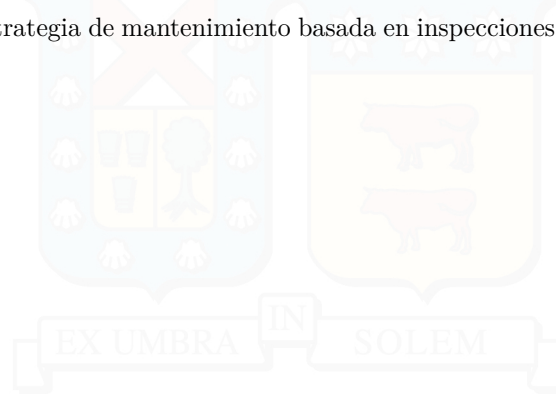 trategia de mantenimiento basada en inspecciones
IN
EX UMBRA SOLEM